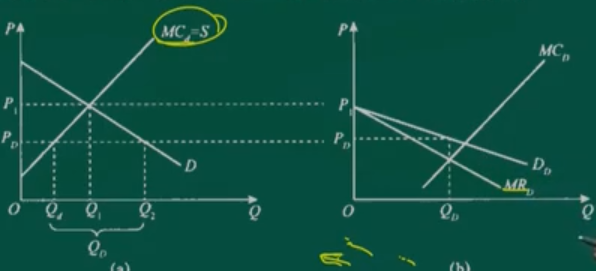 P
MC_d=S
P_1
P_D
D
O
Q_d
Q_1
Q_2
Q
Q_D
(a)
P
MC_D
P_1
P_D
D_D
MR_D
O
Q_D
Q
(b)